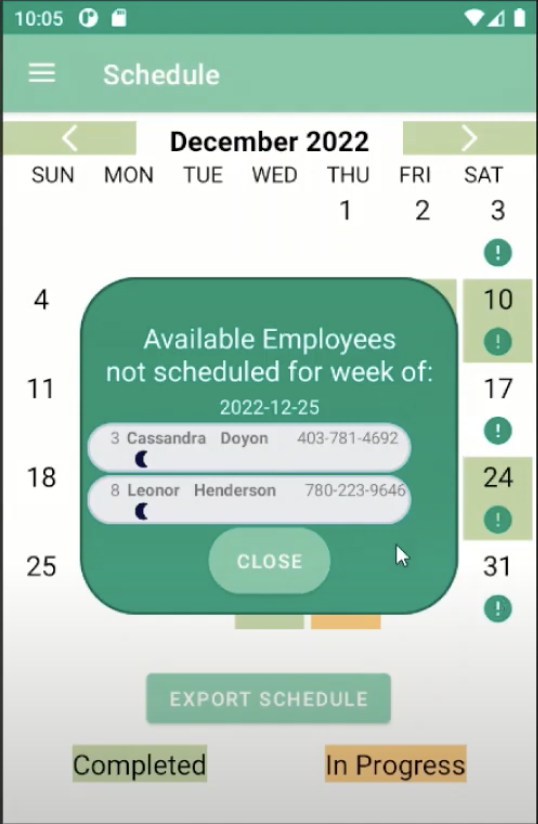 10:05
Schedule
December 2022
SUN MON TUE WED THU FRI SAT
1 2 3
!
4 10
!
Available Employees
not scheduled for week of:
2022-12-25
11 17
!
3 Cassandra Doyon 403-781-4692
8 Leonor Henderson 780-223-9646
18 24
!
CLOSE
25 31
!
EXPORT SCHEDULE
Completed In Progress